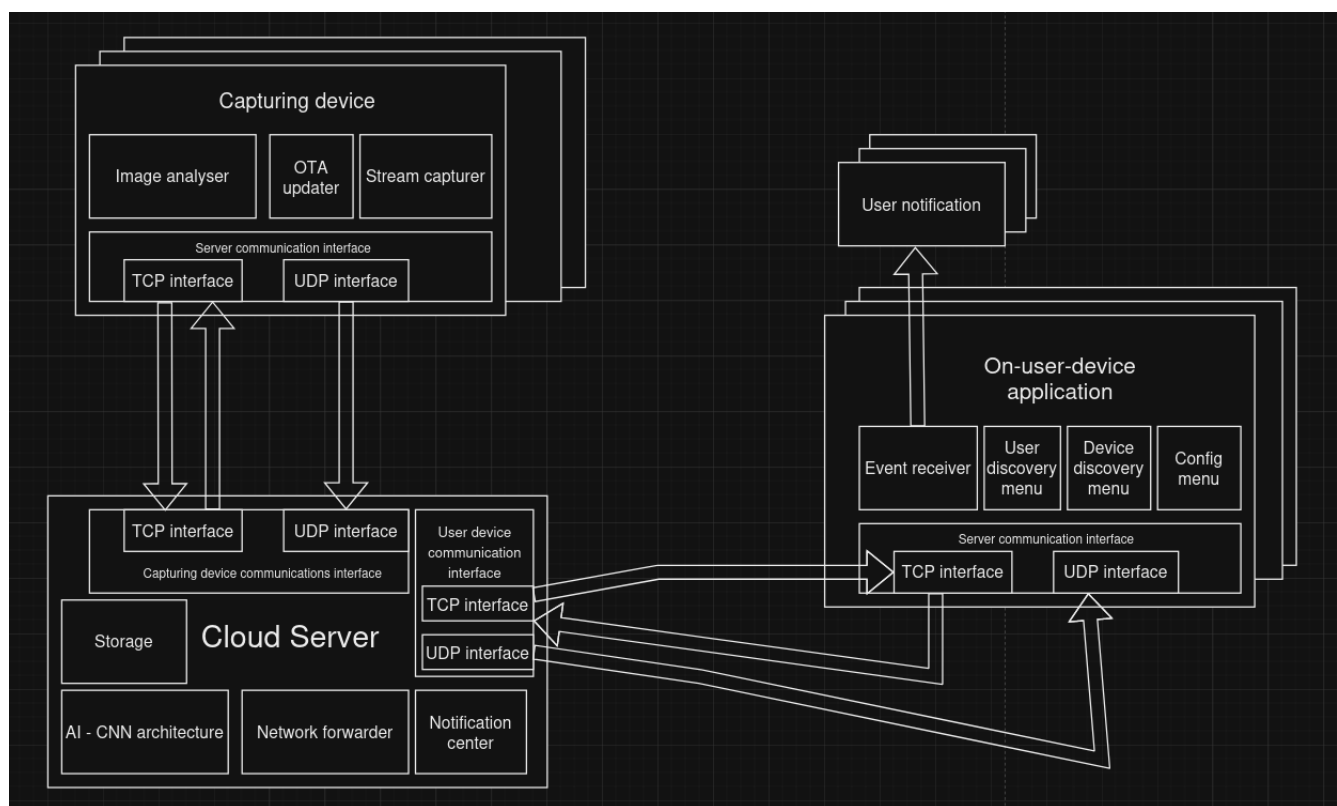 Capturing device
Image analyser
OTA
updater
Stream capturer
Server communication interface
TCP interface
UDP interface
User notification
On-user-device
application
Event receiver
User
discovery
menu
Device
discovery
menu
Config
menu
Server communication interface
TCP interface
UDP interface
TCP interface
UDP interface
Capturing device communications interface
User device
communication
interface
TCP interface
UDP interface
Storage
Cloud Server
AI - CNN architecture
Network forwarder
Notification
center